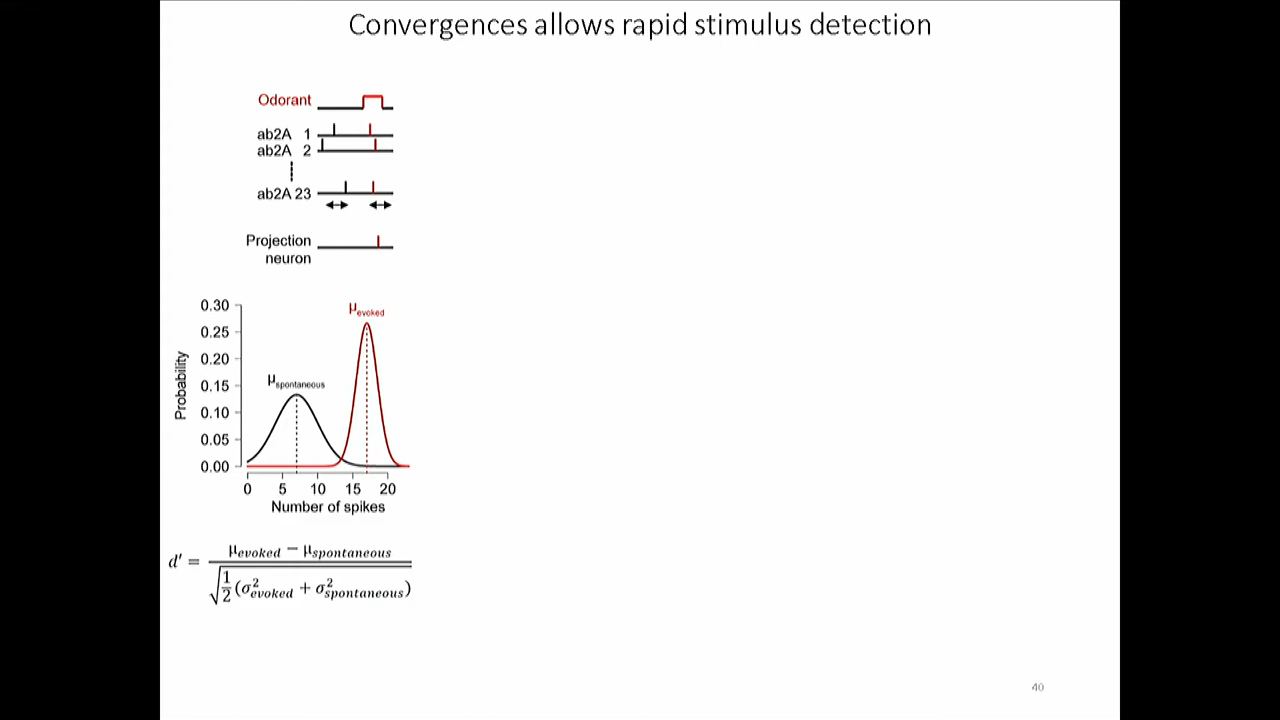 Convergences allows rapid stimulus detection
Odorant
ab2A 1
ab2A 2
ab2A 23
Projection
neuron
μevoked
μspontaneous
Probability
0.30
0.25
0.20
0.15
0.10
0.05
0.00
0 5 10 15 20
Number of spikes
d′ = (μevoked − μspontaneous) / √(1/2 (σ²evoked + σ²spontaneous))
40